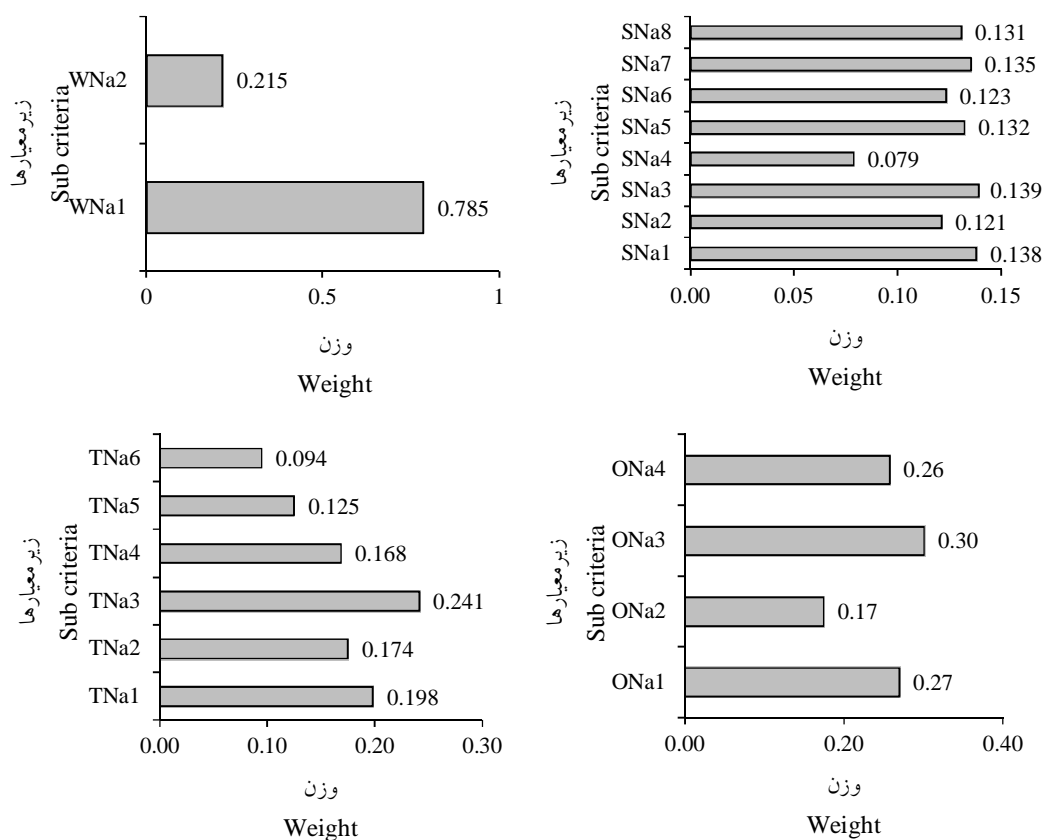 زیرمعیارها
Sub criteria
WNa2
0.215
WNa1
0.785
0
0.5
1
وزن
Weight
زیرمعیارها
Sub criteria
SNa8
0.131
SNa7
0.135
SNa6
0.123
SNa5
0.132
SNa4
0.079
SNa3
0.139
SNa2
0.121
SNa1
0.138
0.00
0.05
0.10
0.15
وزن
Weight
زیرمعیارها
Sub criteria
TNa6
0.094
TNa5
0.125
TNa4
0.168
TNa3
0.241
TNa2
0.174
TNa1
0.198
0.00
0.10
0.20
0.30
وزن
Weight
زیرمعیارها
Sub criteria
ONa4
0.26
ONa3
0.30
ONa2
0.17
ONa1
0.27
0.00
0.20
0.40
وزن
Weight